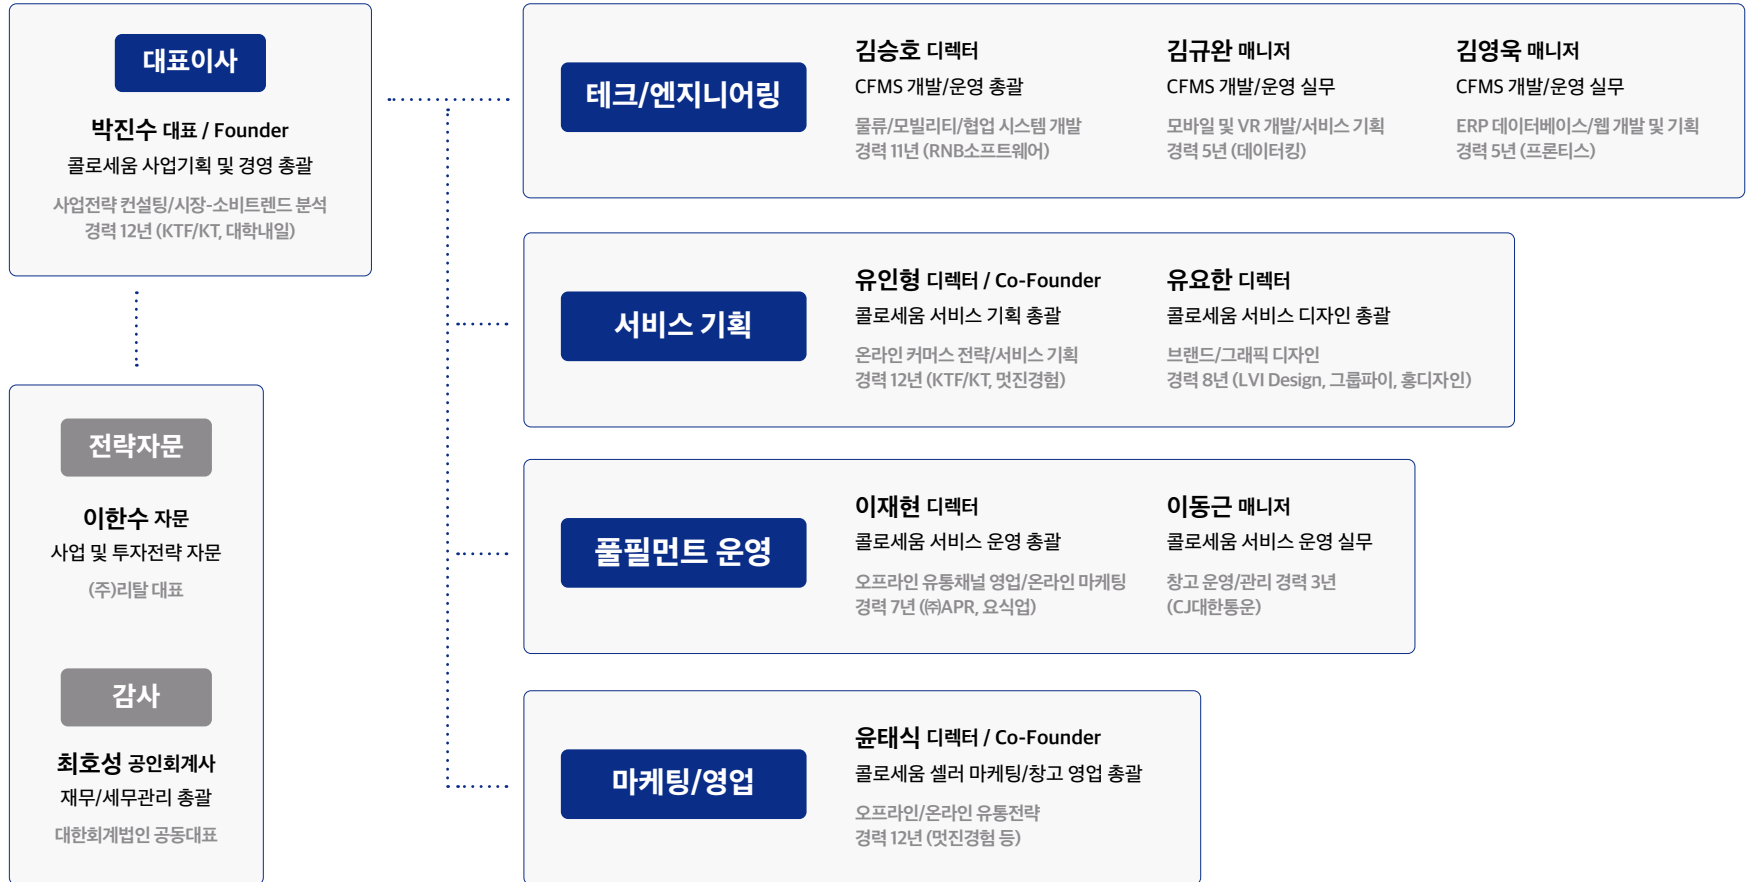 대표이사
박진수 대표 / Founder
콜로세움 사업기획 및 경영 총괄
사업전략 컨설팅/시장-소비트렌드 분석
경력 12년 (KTF/KT, 대학내일)
전략자문
이한수 자문
사업 및 투자전략 자문
(주)리탈 대표
감사
최호성 공인회계사
재무/세무관리 총괄
대한회계법인 공동대표
테크/엔지니어링
김승호 디렉터
CFMS 개발/운영 총괄
물류/모빌리티/협업 시스템 개발
경력 11년 (RNB소프트웨어)
김규완 매니저
CFMS 개발/운영 실무
모바일 및 VR 개발/서비스 기획
경력 5년 (데이터킹)
김영욱 매니저
CFMS 개발/운영 실무
ERP 데이터베이스/웹 개발 및 기획
경력 5년 (프론티스)
서비스 기획
유인형 디렉터 / Co-Founder
콜로세움 서비스 기획 총괄
온라인 커머스 전략/서비스 기획
경력 12년 (KTF/KT, 멋진경험)
유요한 디렉터
콜로세움 서비스 디자인 총괄
브랜드/그래픽 디자인
경력 8년 (LVI Design, 그룹파이, 홍디자인)
풀필먼트 운영
이재현 디렉터
콜로세움 서비스 운영 총괄
오프라인 유통채널 영업/온라인 마케팅
경력 7년 (㈜APR, 요식업)
이동근 매니저
콜로세움 서비스 운영 실무
창고 운영/관리 경력 3년
(CJ대한통운)
마케팅/영업
윤태식 디렉터 / Co-Founder
콜로세움 셀러 마케팅/창고 영업 총괄
오프라인/온라인 유통전략
경력 12년 (멋진경험 등)